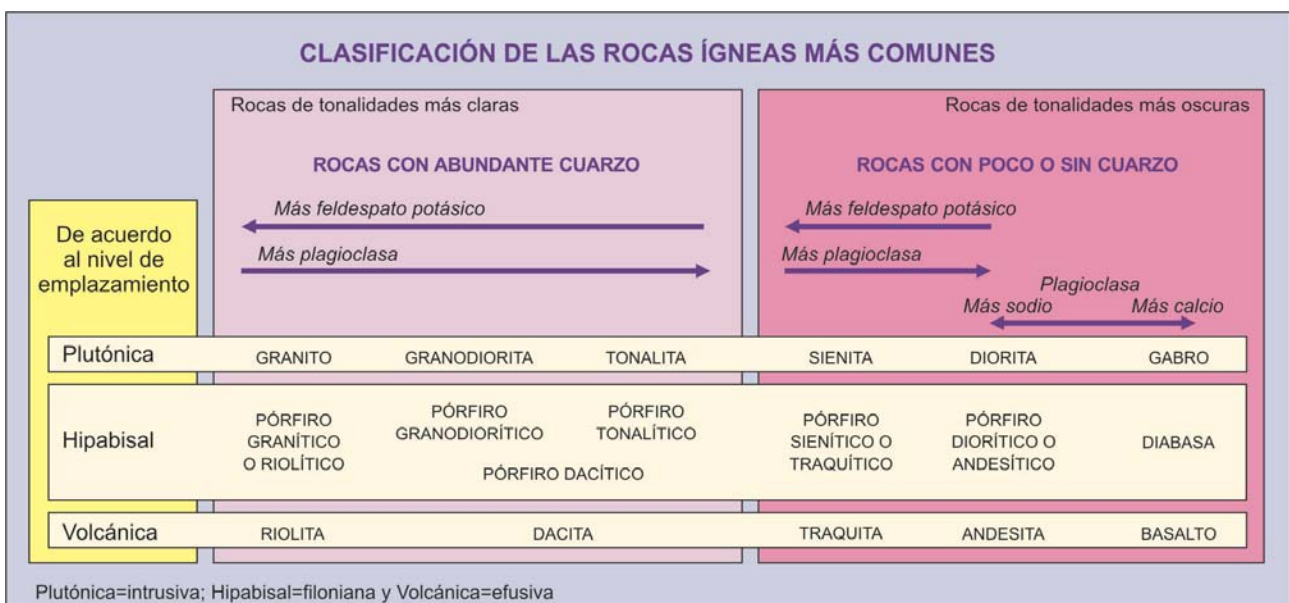 CLASIFICACIÓN DE LAS ROCAS ÍGNEAS MÁS COMUNES
Rocas de tonalidades más claras
Rocas de tonalidades más oscuras
ROCAS CON ABUNDANTE CUARZO
ROCAS CON POCO O SIN CUARZO
Más feldespato potásico
Más plagioclasa
Más feldespato potásico
Más plagioclasa
Plagioclasa
Más sodio
Más calcio
De acuerdo
al nivel de
emplazamiento
Plutónica
GRANITO
GRANODIORITA
TONALITA
SIENITA
DIORITA
GABRO
Hipabisal
PÓRFIRO
GRANÍTICO
O RIOLÍTICO
PÓRFIRO
GRANODIORÍTICO
PÓRFIRO
TONALÍTICO
PÓRFIRO DACÍTICO
PÓRFIRO
SIENÍTICO O
TRAQUÍTICO
PÓRFIRO
DIORÍTICO O
ANDESÍTICO
DIABASA
Volcánica
RIOLITA
DACITA
TRAQUITA
ANDESITA
BASALTO
Plutónica=intrusiva; Hipabisal=filoniana y Volcánica=efusiva